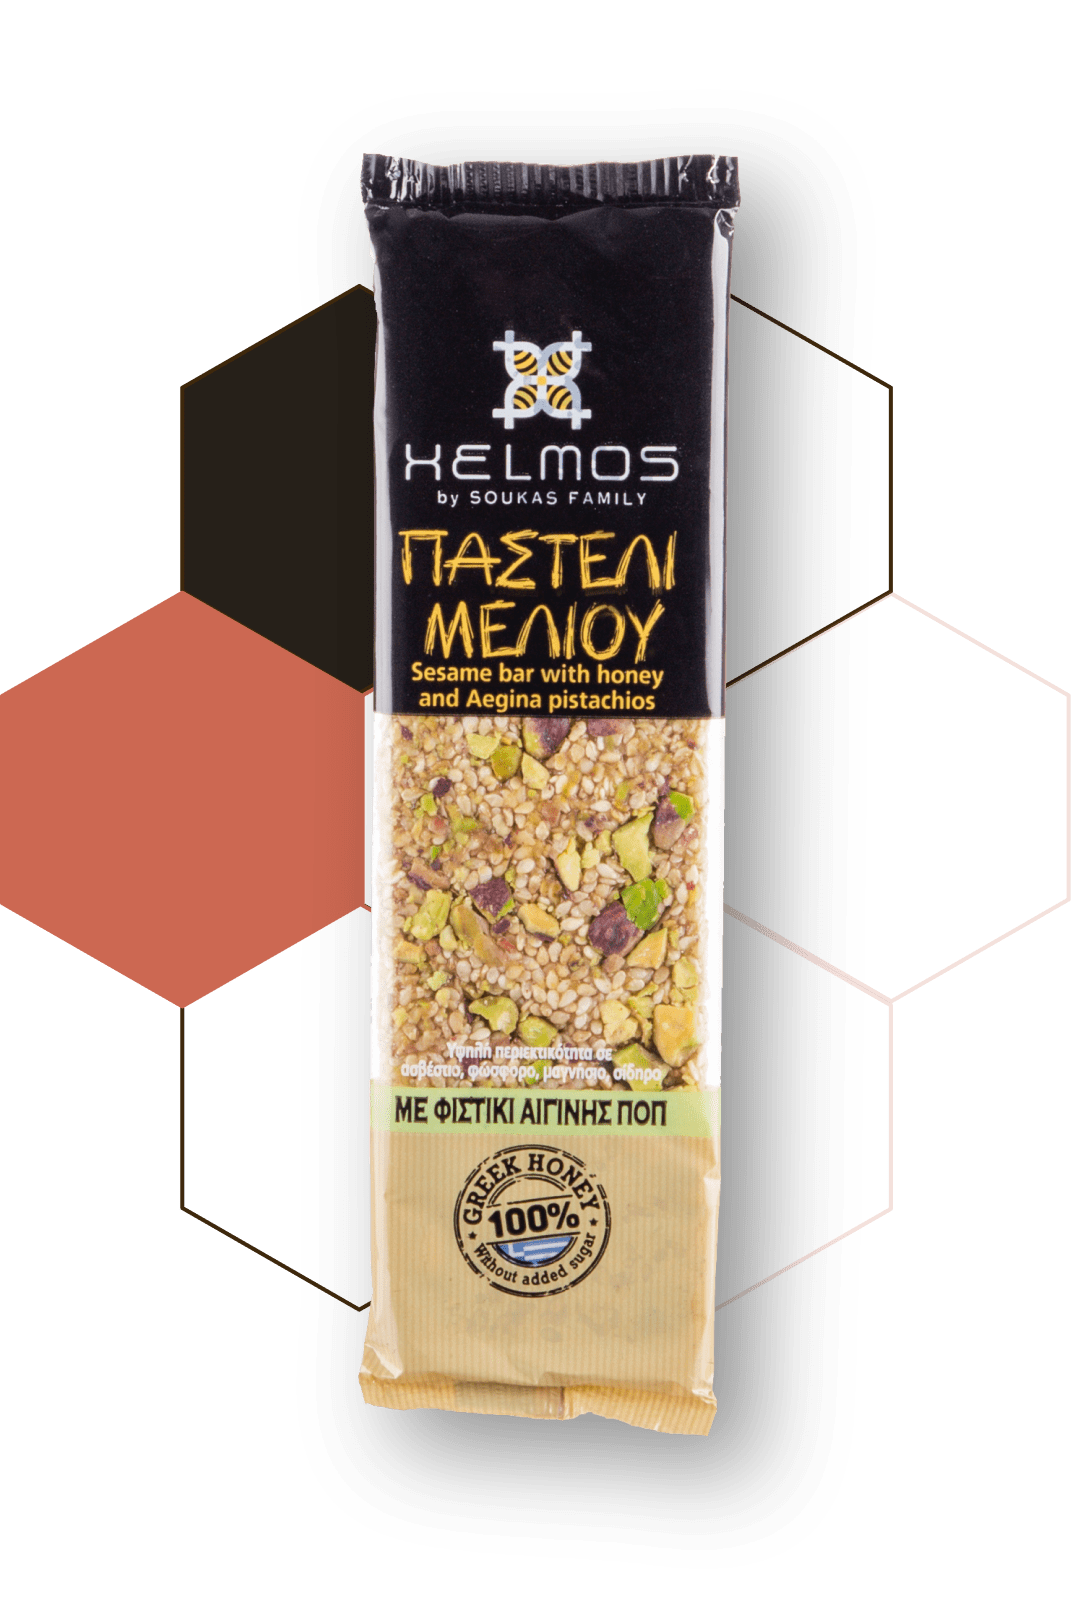 HELMOS
by SOUKAS FAMILY
ΠΑΣΤΕΛΙ
ΜΕΛΙΟΥ
Sesame bar with honey
and Aegina pistachios
Υψηλή περιεκτικότητα σε
ασβέστιο, φώσφορο, μαγνήσιο, σίδηρο
ΜΕ ΦΙΣΤΙΚΙ ΑΙΓΙΝΗΣ ΠΟΠ
GREEK HONEY
100%
Without added sugar